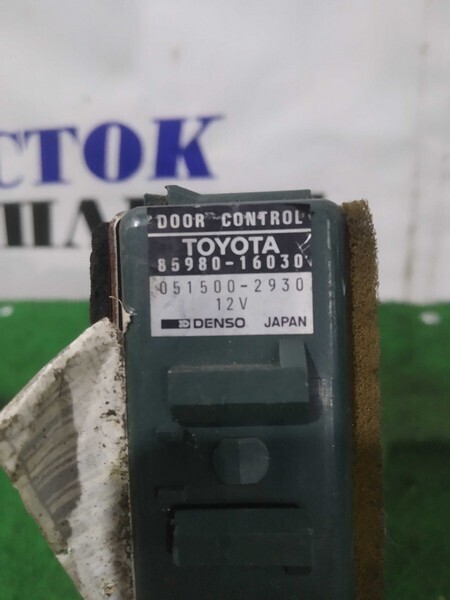 СТОК
DOOR CONTROL
TOYOTA
85980-16030
051500-2930
12V
DENSO JAPAN